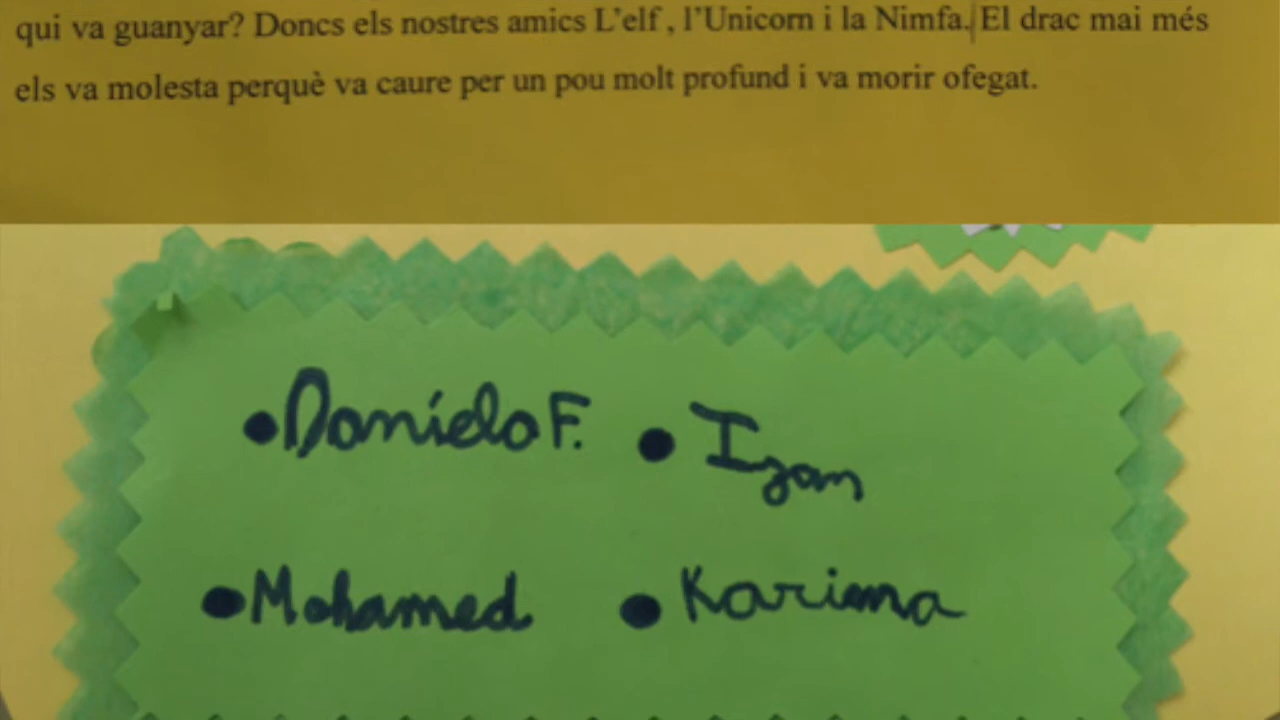 qui va guanyar? Doncs els nostres amics L'elf , l'Unicorn i la Nimfa. El drac mai més
els va molesta perquè va caure per un pou molt profund i va morir ofegat.
•Daniela F. • Izan
•Mohamed • Karima